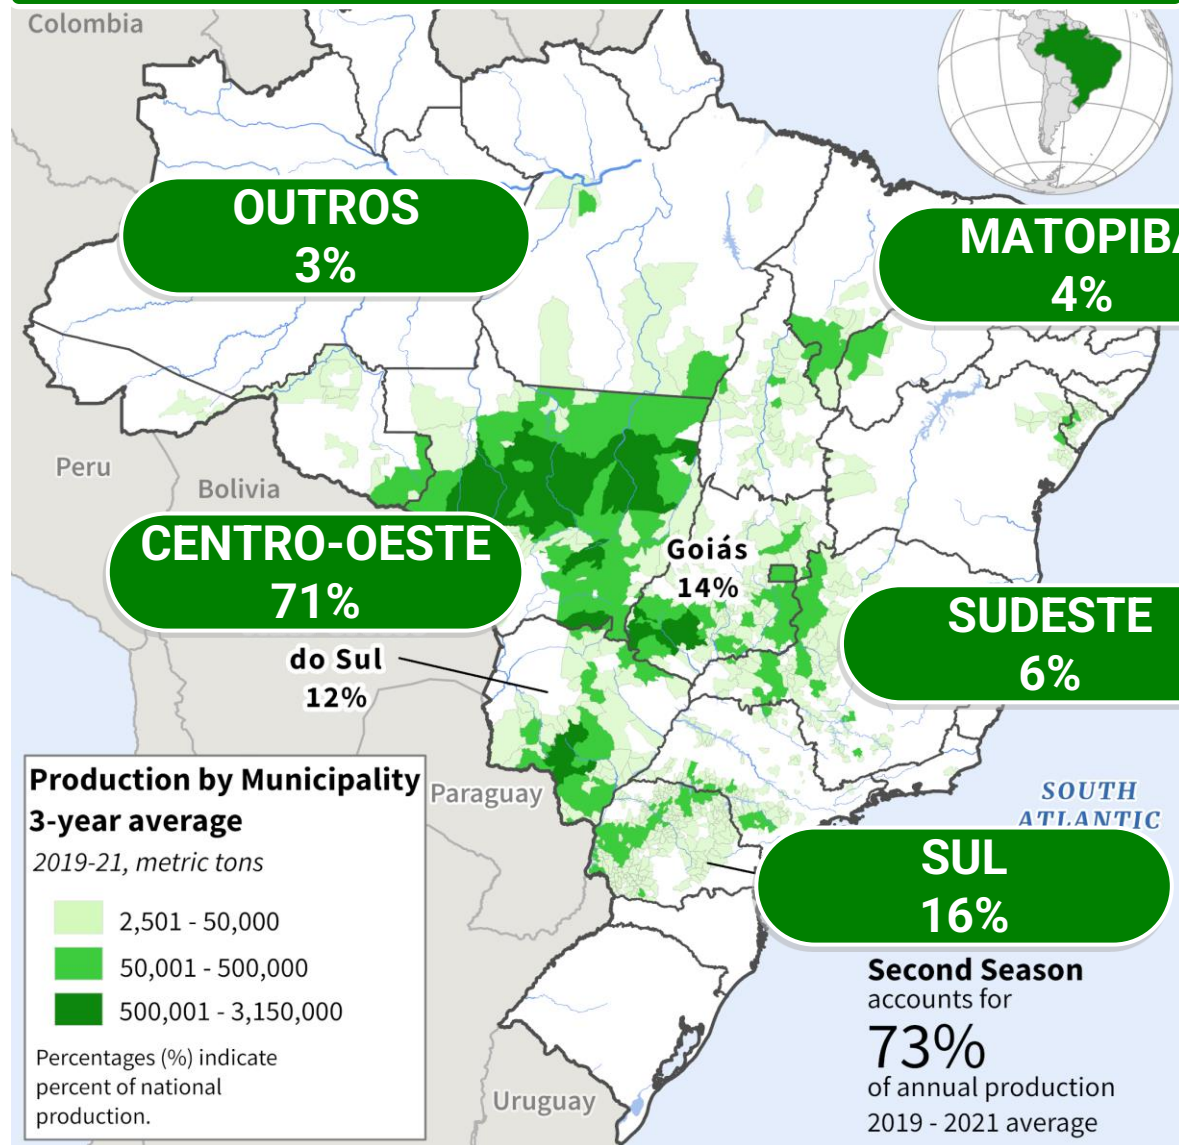 Colombia
OUTROS
3%
MATOPIBA
4%
Peru
Bolivia
CENTRO-OESTE
71%
Goiás
14%
SUDESTE
6%
do Sul
12%
Production by Municipality
3-year average
2019-21, metric tons
2,501 - 50,000
50,001 - 500,000
500,001 - 3,150,000
Percentages (%) indicate
percent of national
production.
Paraguay
SOUTH
ATLANTIC
SUL
16%
Second Season
accounts for
73%
of annual production
2019 - 2021 average
Uruguay